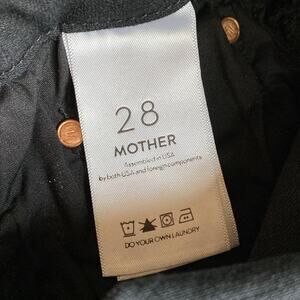 28
MOTHER
Assembled in USA
by both USA and foreign components
DO YOUR OWN LAUNDRY